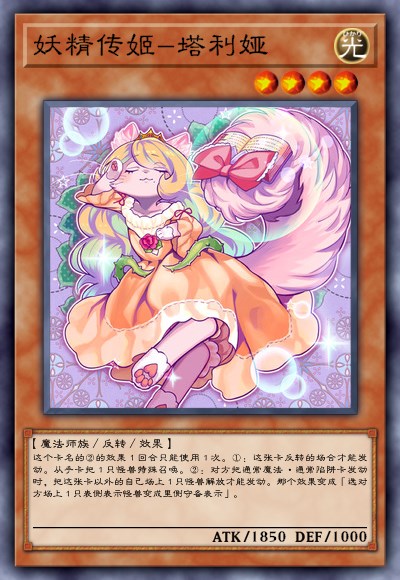 妖精传姬–塔利娅
光
【魔法师族/反转/效果】
这个卡名的②的效果1回合只能使用1次。①：这张卡反转的场合才能发
动。从手卡把1只怪兽特殊召唤。②：对方把通常魔法·通常陷阱卡发动
时，把这张卡以外的自己场上1只怪兽解放才能发动。那个效果变成「选对
方场上1只表侧表示怪兽变成里侧守备表示」。
ATK/1850 DEF/1000